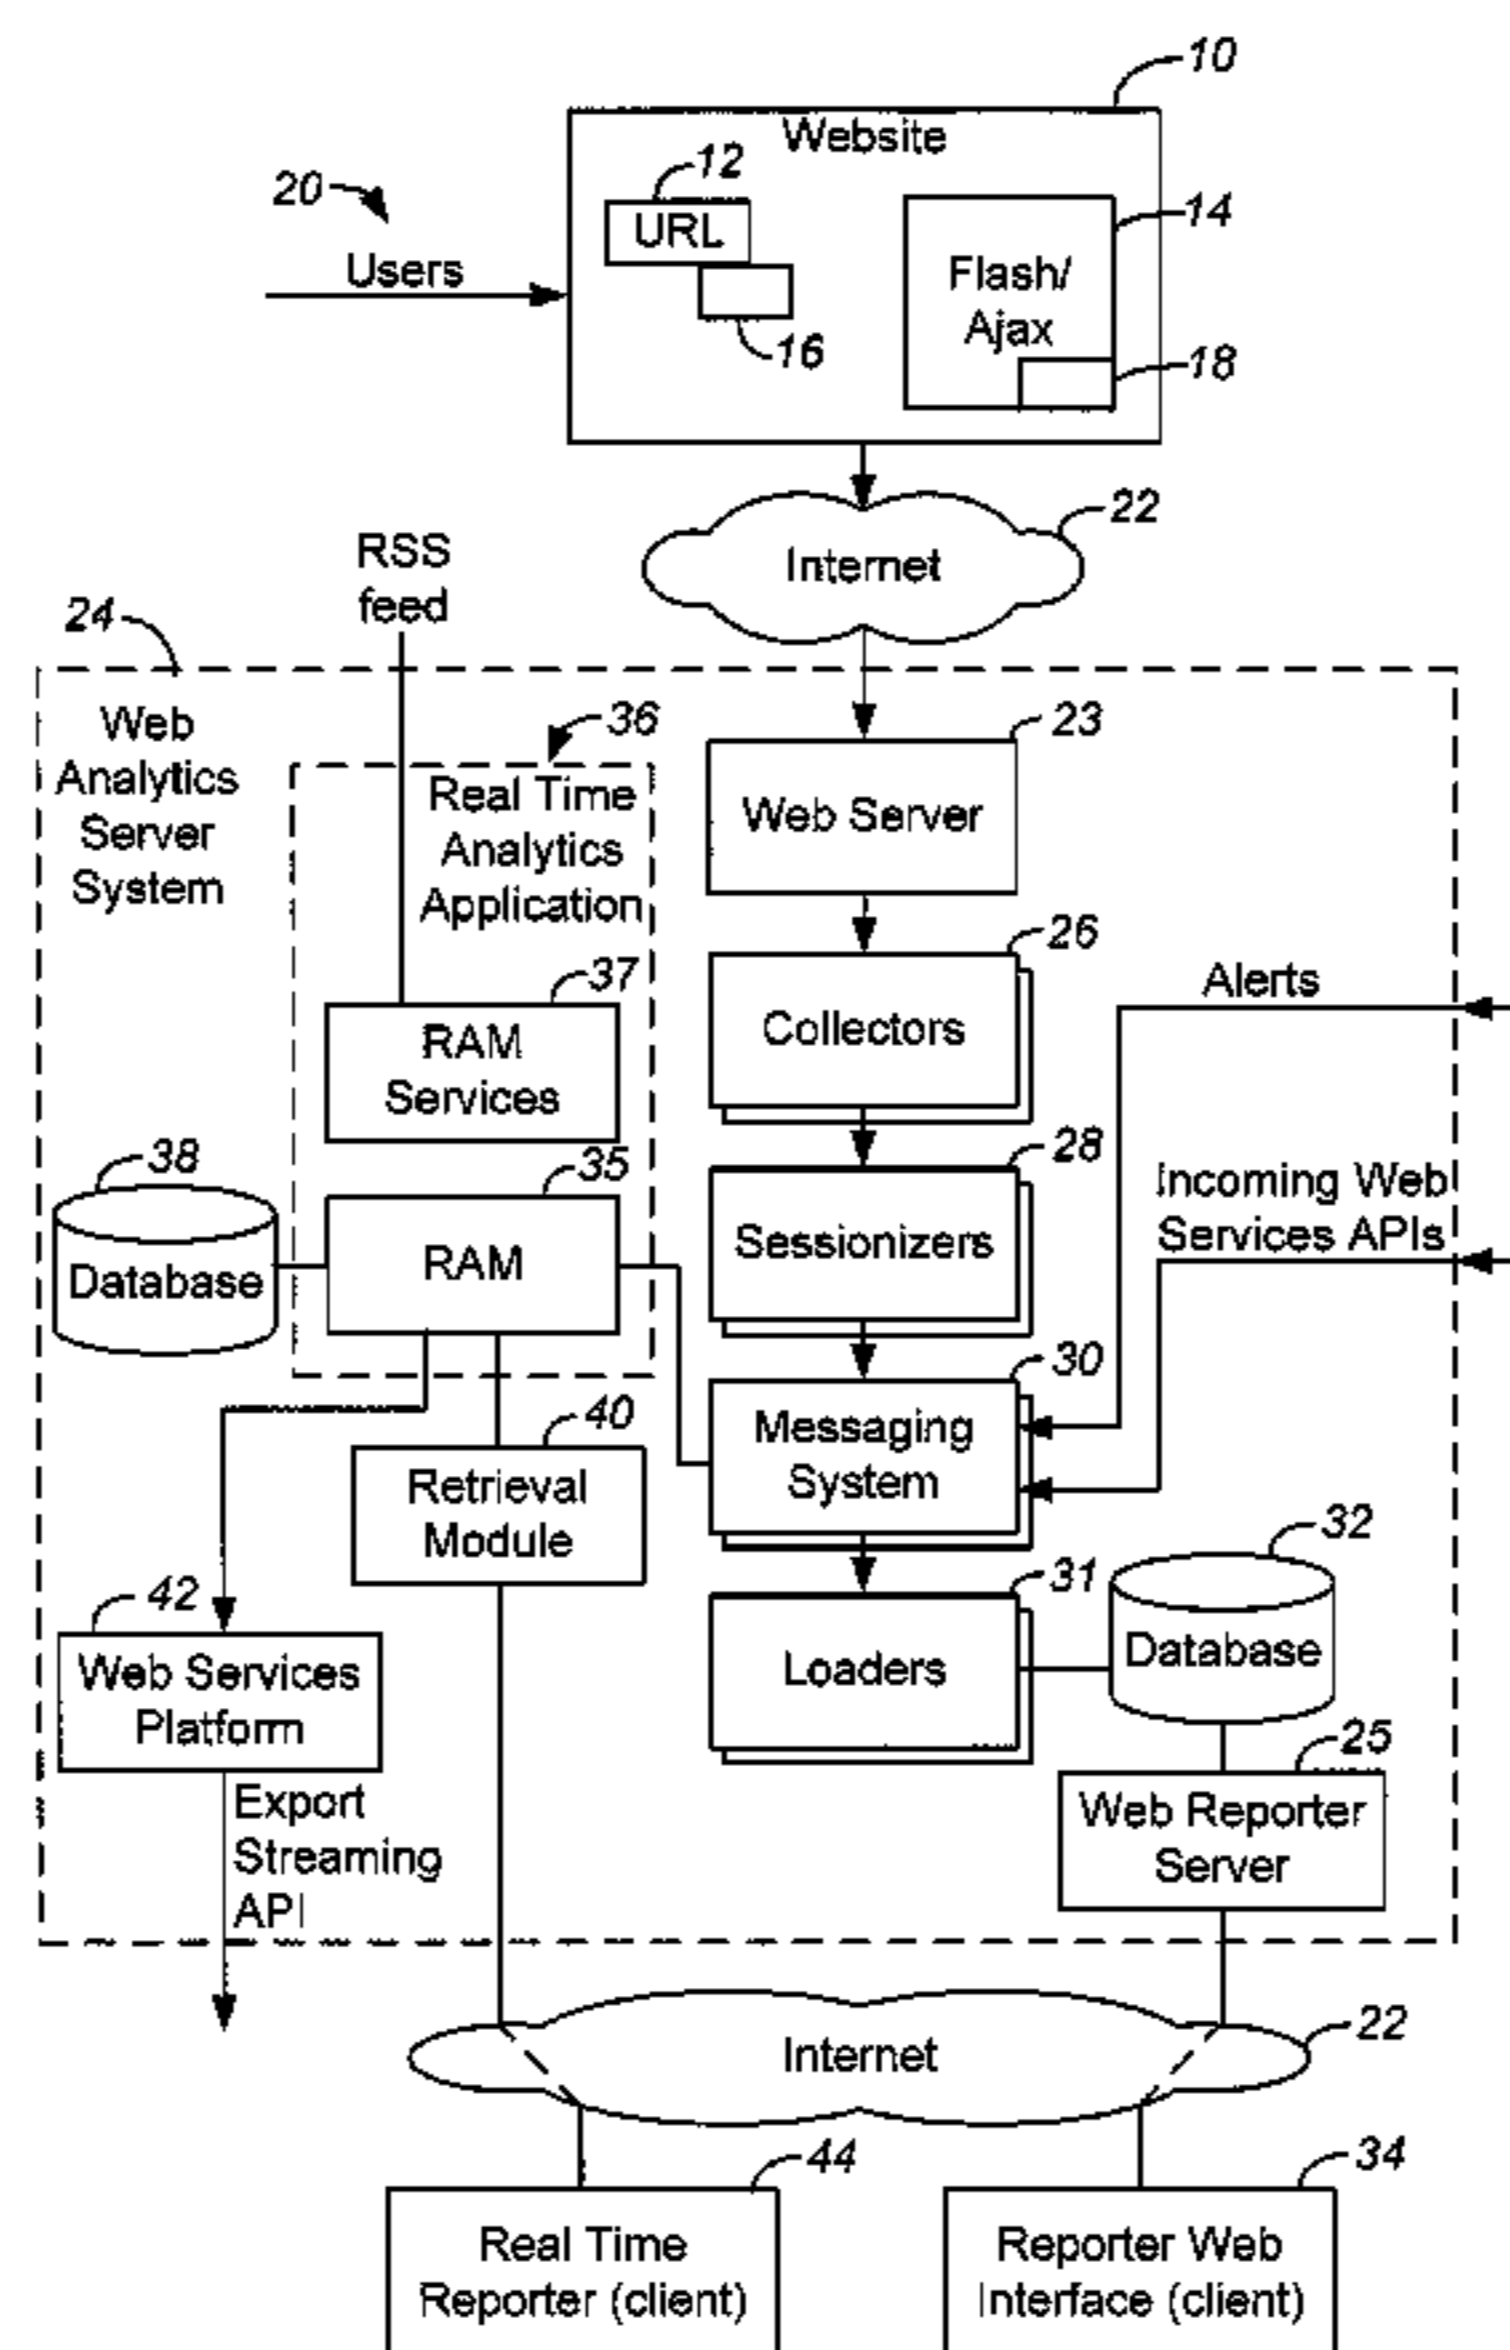 10
Website
12
20
URL
14
Users
Flash/
Ajax
16
18
22
Internet
RSS
feed
24
Web
Analytics
Server
System
36
Real Time
Analytics
Application
23
Web Server
26
Collectors
Alerts
37
RAM
Services
38
Database
35
RAM
28
Sessionizers
Incoming Web
Services APIs
30
Messaging
System
40
Retrieval
Module
32
Database
31
Loaders
42
Web Services
Platform
25
Web Reporter
Server
Export
Streaming
API
22
Internet
44
Real Time
Reporter (client)
34
Reporter Web
Interface (client)